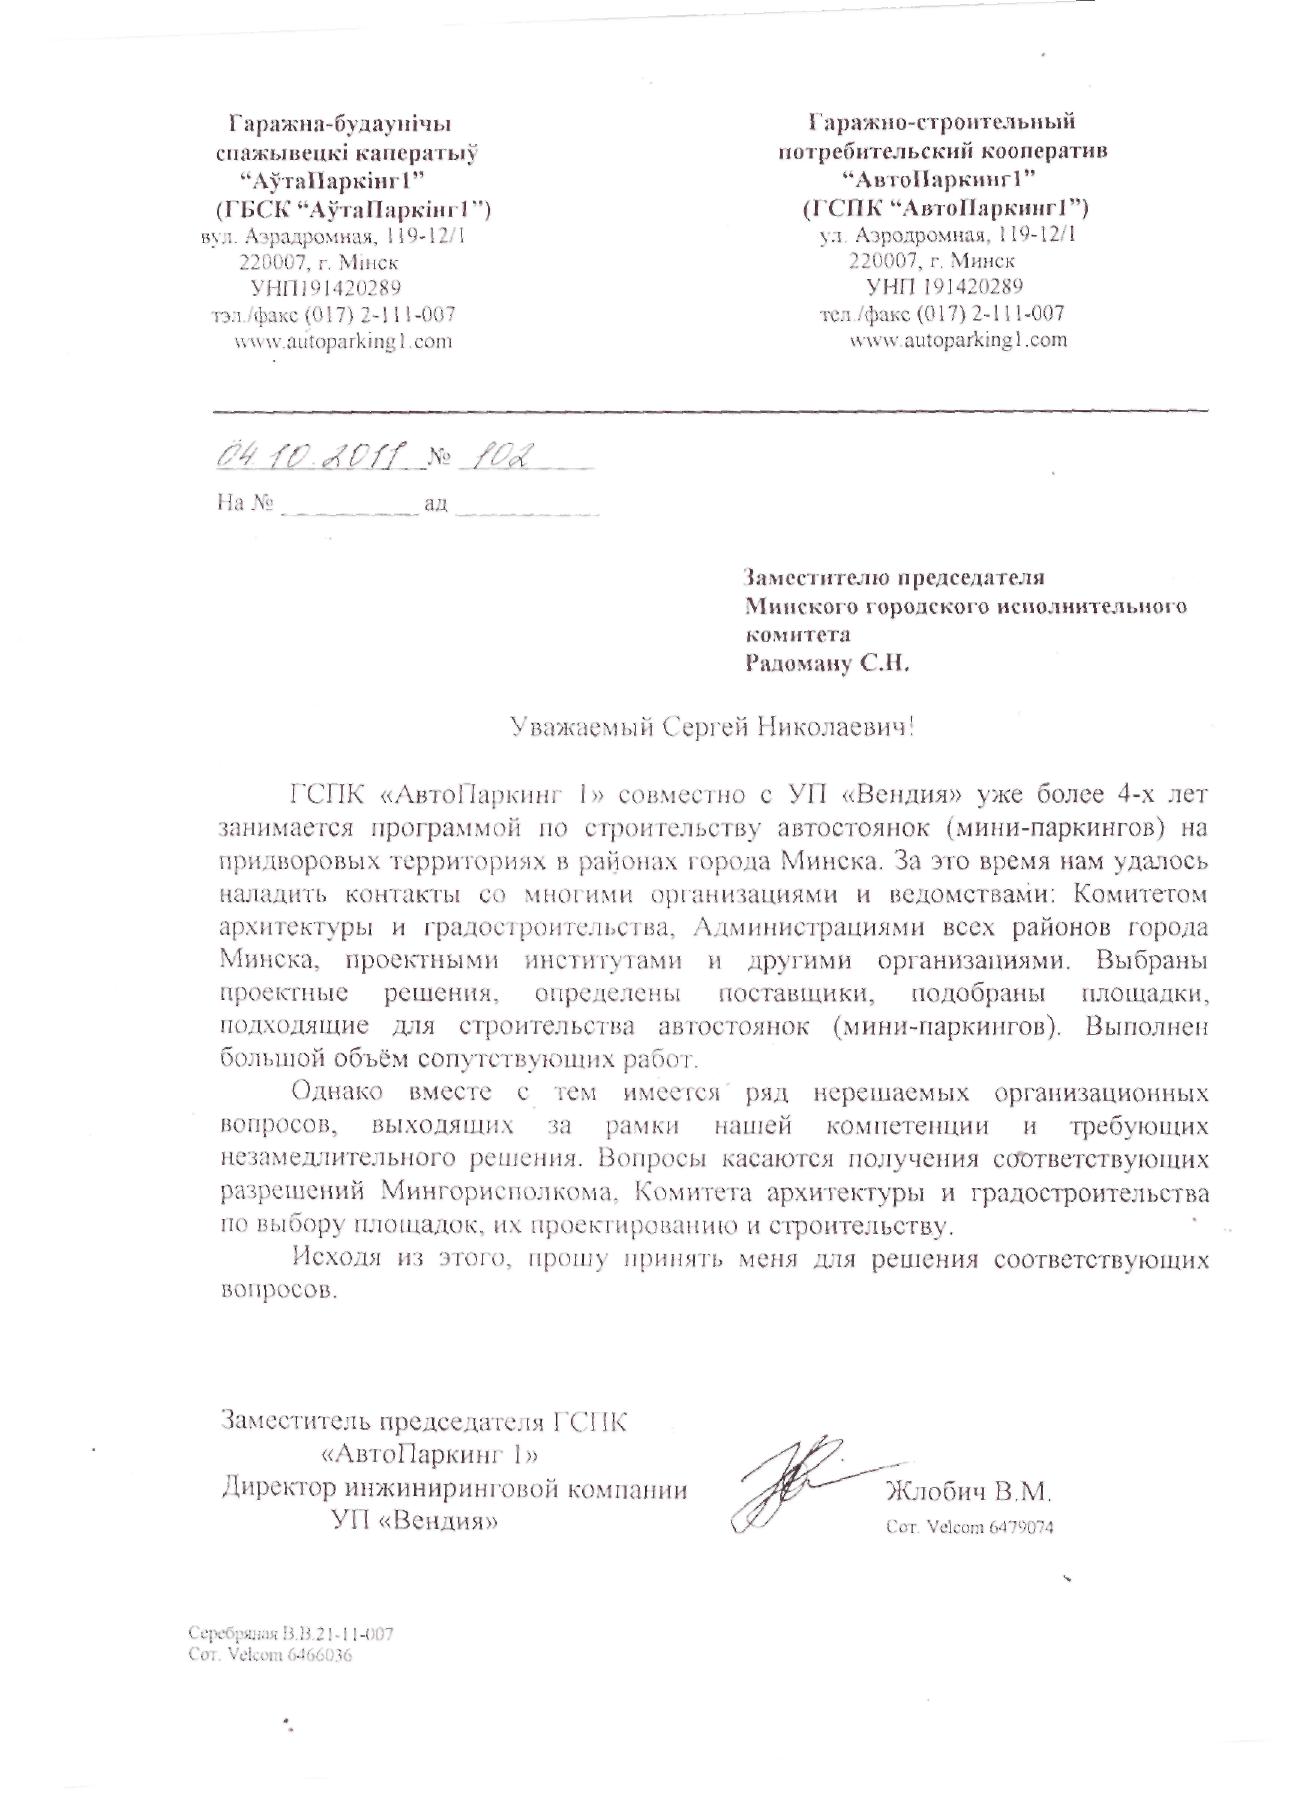 Гаражна-будаўнічы
спажывецкі каператыў
“АўтаПаркінг1”
(ГБСК “АўтаПаркінг1”)
вул. Аэрадромная, 119-12/1
220007, г. Мінск
УНП191420289
тэл./факс (017) 2-111-007
www.autoparking1.com
Гаражно-строительный
потребительский кооператив
“АвтоПаркинг1”
(ГСПК “АвтоПаркинг1”)
ул. Аэродромная, 119-12/1
220007, г. Минск
УНП 191420289
тел./факс (017) 2-111-007
www.autoparking1.com
04.10.2011 № 102
На № __________ ад __________
Заместителю председателя
Минского городского исполнительного
комитета
Радоману С.Н.
Уважаемый Сергей Николаевич!
ГСПК «АвтоПаркинг 1» совместно с УП «Вендия» уже более 4-х лет
занимается программой по строительству автостоянок (мини-паркингов) на
придворовых территориях в районах города Минска. За это время нам удалось
наладить контакты со многими организациями и ведомствами: Комитетом
архитектуры и градостроительства, Администрациями всех районов города
Минска, проектными институтами и другими организациями. Выбраны
проектные решения, определены поставщики, подобраны площадки,
подходящие для строительства автостоянок (мини-паркингов). Выполнен
большой объём сопутствующих работ.
Однако вместе с тем имеется ряд нерешаемых организационных
вопросов, выходящих за рамки нашей компетенции и требующих
незамедлительного решения. Вопросы касаются получения соответствующих
разрешений Мингорисполкома, Комитета архитектуры и градостроительства
по выбору площадок, их проектированию и строительству.
Исходя из этого, прошу принять меня для решения соответствующих
вопросов.
Заместитель председателя ГСПК
«АвтоПаркинг 1»
Директор инжиниринговой компании
УП «Вендия»
Жлобич В.М.
Сот. Velcom 6479074
Серебряная В.В.21-11-007
Сот. Velcom 6466036